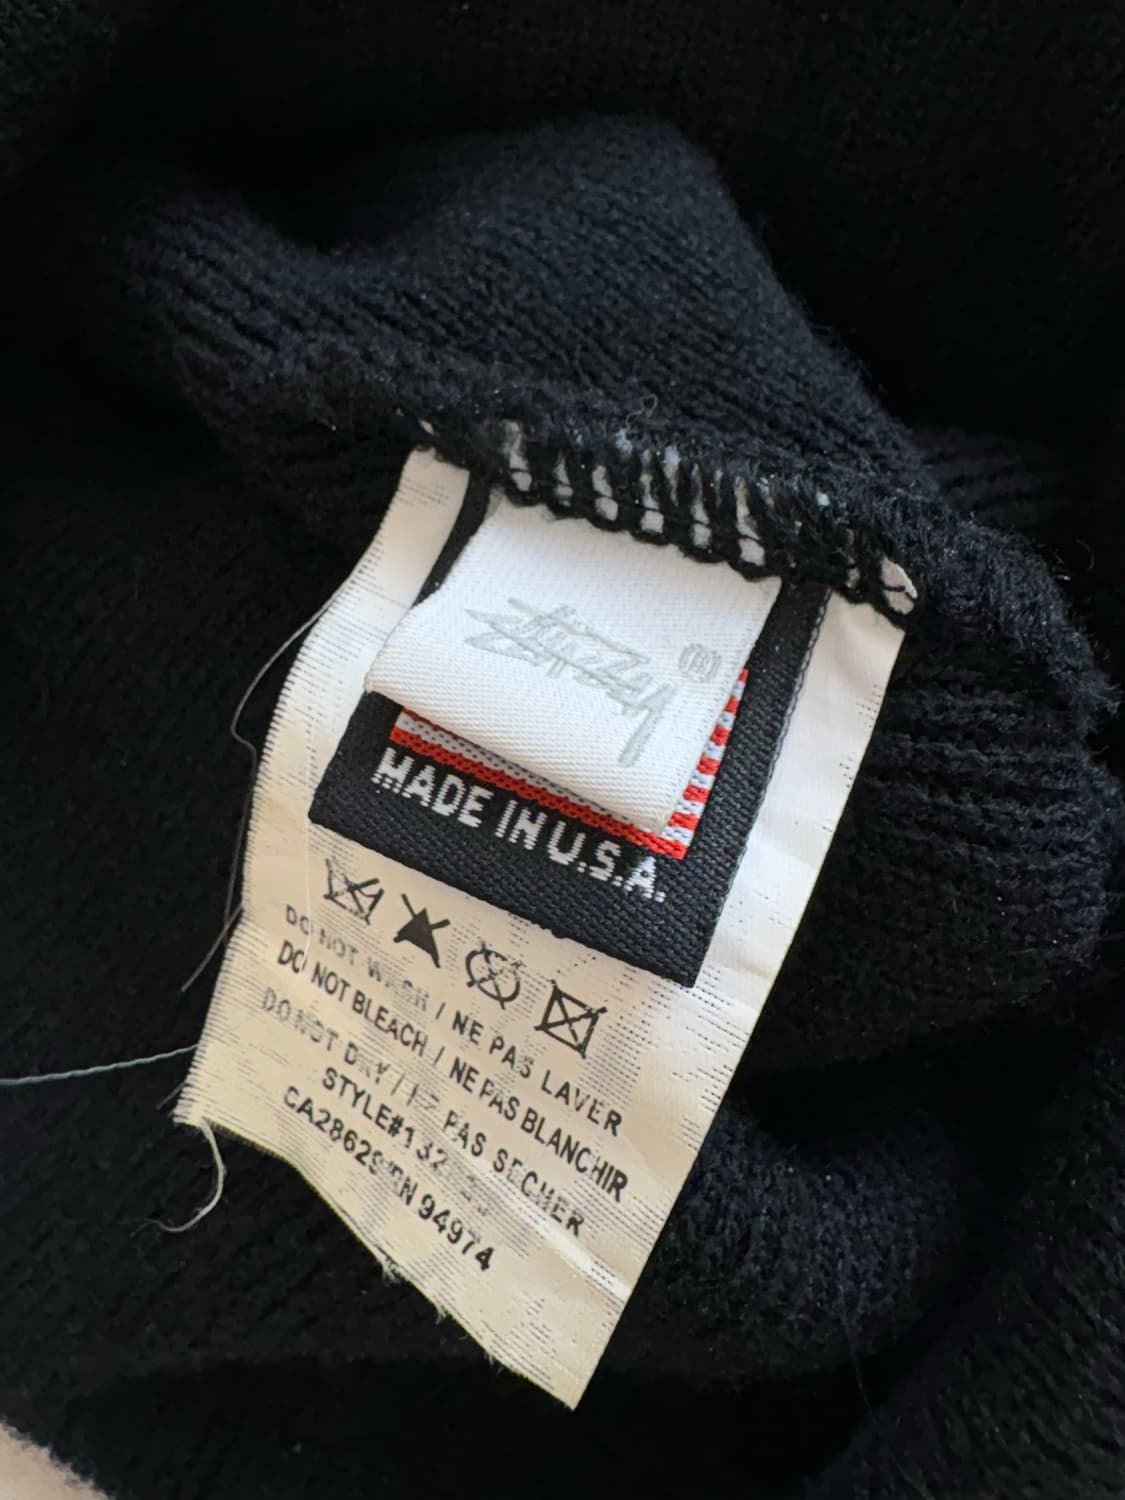 Stüssy ®
MADE IN U.S.A.
DO NOT WASH / NE PAS LAVER
DO NOT BLEACH / NE PAS BLANCHIR
DO NOT DRY / NE PAS SECHER
STYLE#132
CA28629/RN 94974